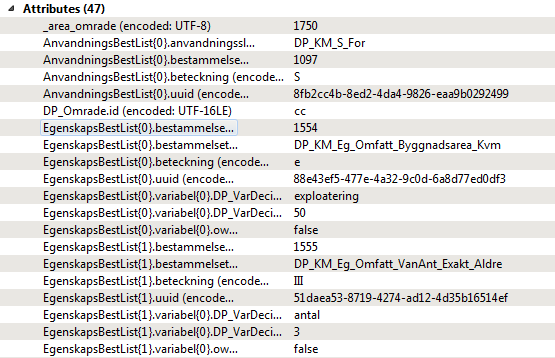 Attributes (47)
_area_omrade (encoded: UTF-8) 1750
AnvandningsBestList{0}.anvandningssl... DP_KM_S_For
AnvandningsBestList{0}.bestammelse... 1097
AnvandningsBestList{0}.beteckning (encode... S
AnvandningsBestList{0}.uuid (encoded... 8fb2cc4b-8ed2-4da4-9826-eaa9b0292499
DP_Omrade.id (encoded: UTF-16LE) cc
EgenskapsBestList{0}.bestammelse... 1554
EgenskapsBestList{0}.bestammelset... DP_KM_Eg_Omfatt_Byggnadsarea_Kvm
EgenskapsBestList{0}.beteckning (encode... e
EgenskapsBestList{0}.uuid (encode... 88e43ef5-477e-4a32-9c0d-6a8d77ed0df3
EgenskapsBestList{0}.variabel{0}.DP_VarDeci... exploatering
EgenskapsBestList{0}.variabel{0}.DP_VarDeci... 50
EgenskapsBestList{0}.variabel{0}.ow... false
EgenskapsBestList{1}.bestammelse... 1555
EgenskapsBestList{1}.bestammelset... DP_KM_Eg_Omfatt_VanAnt_Exakt_Aldre
EgenskapsBestList{1}.beteckning (encode... III
EgenskapsBestList{1}.uuid (encode... 51daea53-8719-4274-ad12-4d35b16514ef
EgenskapsBestList{1}.variabel{0}.DP_VarDeci... antal
EgenskapsBestList{1}.variabel{0}.DP_VarDeci... 3
EgenskapsBestList{1}.variabel{0}.ow... false